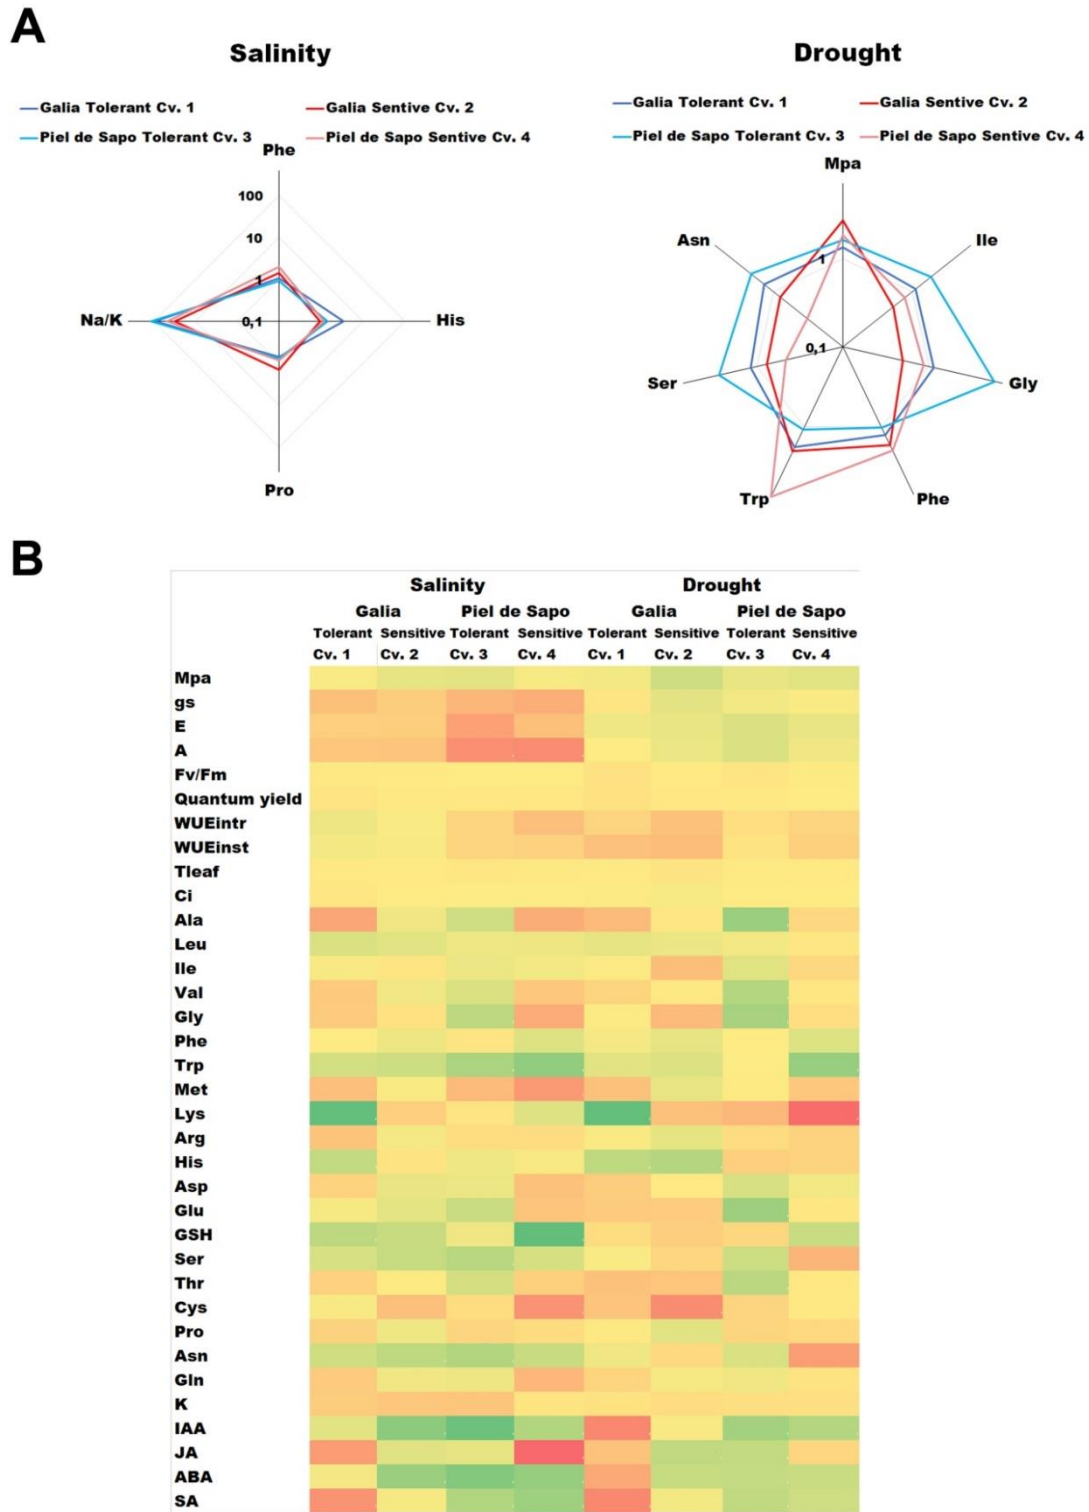 A
Salinity
Galia Tolerant Cv. 1
Galia Sentive Cv. 2
Piel de Sapo Tolerant Cv. 3
Piel de Sapo Sentive Cv. 4
Phe
100
10
1
Na/K
0,1
His
Pro
Drought
Galia Tolerant Cv. 1
Galia Sentive Cv. 2
Piel de Sapo Tolerant Cv. 3
Piel de Sapo Sentive Cv. 4
Mpa
Asn
Ile
1
0,1
Ser
Gly
Trp
Phe
B
Salinity Drought
Galia Piel de Sapo Galia Piel de Sapo
Tolerant Sensitive Tolerant Sensitive Tolerant Sensitive Tolerant Sensitive
Cv. 1 Cv. 2 Cv. 3 Cv. 4 Cv. 1 Cv. 2 Cv. 3 Cv. 4
Mpa
gs
E
A
Fv/Fm
Quantum yield
WUEintr
WUEinst
Tleaf
Ci
Ala
Leu
Ile
Val
Gly
Phe
Trp
Met
Lys
Arg
His
Asp
Glu
GSH
Ser
Thr
Cys
Pro
Asn
Gln
K
IAA
JA
ABA
SA